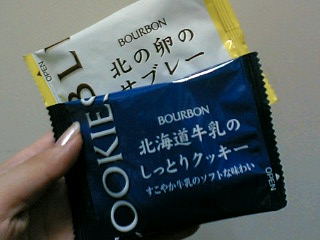 OPEN
BOURBON
北の卵の
サブレー
BL
COOKIES
BOURBON
北海道牛乳の
しっとりクッキー
すこやか牛乳のソフトな味わい
OPEN